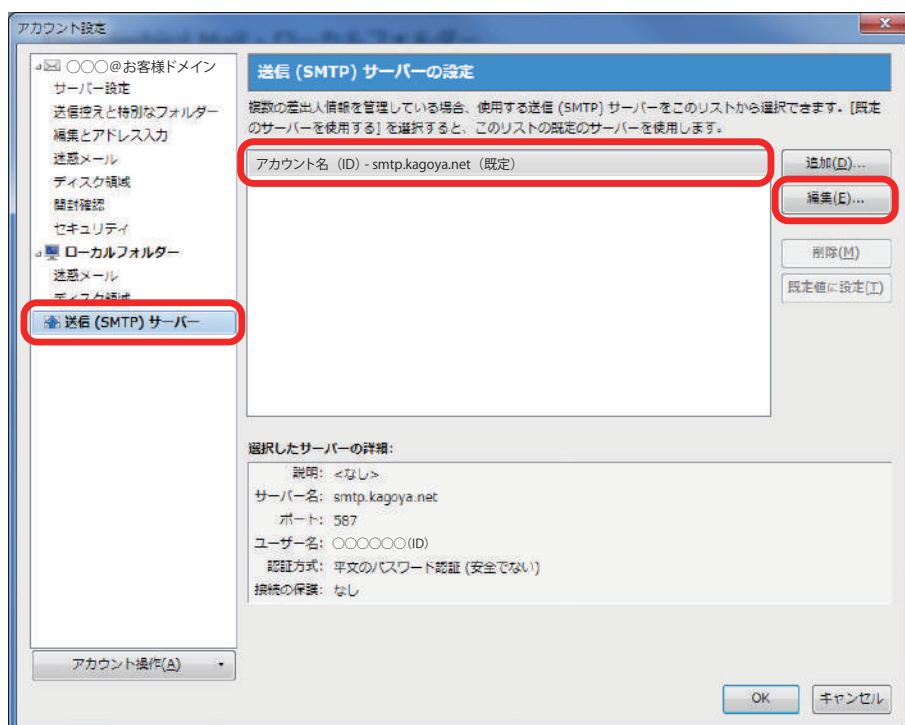 アカウント設定
○○○@お客様ドメイン
サーバー設定
送信控えと特別なフォルダー
編集とアドレス入力
迷惑メール
ディスク領域
開封確認
セキュリティ
ローカルフォルダー
迷惑メール
ディスク領域
送信 (SMTP) サーバー
アカウント操作(A)
送信 (SMTP) サーバーの設定
複数の差出人情報を管理している場合、使用する送信 (SMTP) サーバーをこのリストから選択できます。[既定
のサーバーを使用する] を選択すると、このリストの既定のサーバーを使用します。
アカウント名（ID）- smtp.kagoya.net（既定）
追加(D)...
編集(E)...
削除(M)
既定値に設定(T)
選択したサーバーの詳細:
説明: <なし>
サーバー名: smtp.kagoya.net
ポート: 587
ユーザー名: ○○○○○○(ID)
認証方式: 平文のパスワード認証 (安全でない)
接続の保護: なし
OK
キャンセル